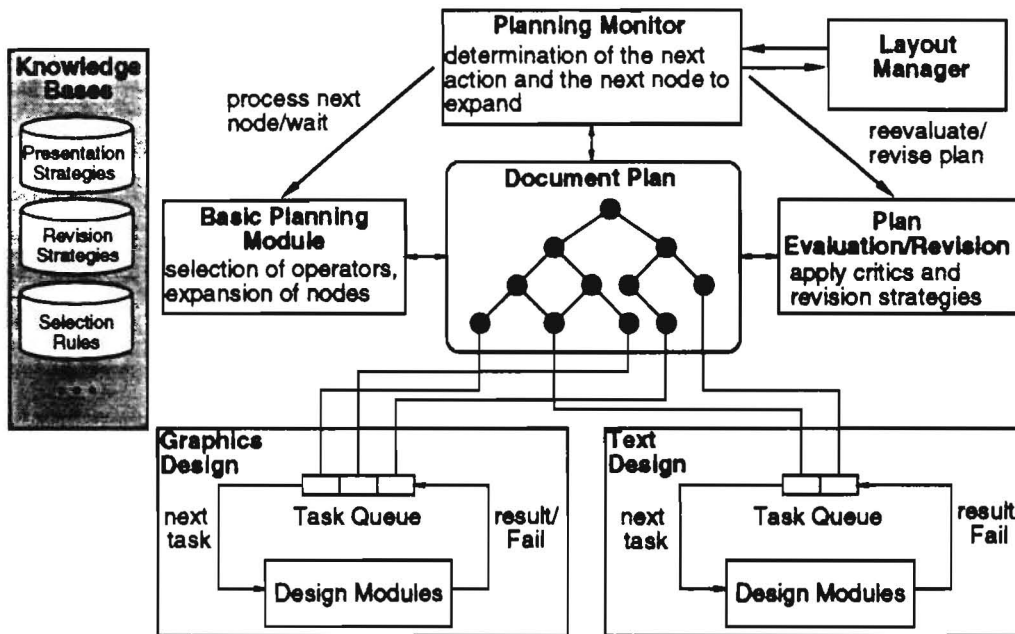 Knowledge
Bases
Presentation
Strategies
Revision
Strategies
Selection
Rules
Planning Monitor
determination of the next
action and the next node to
expand
Layout
Manager
process next
node/wait
reevaluate/
revise plan
Document Plan
Basic Planning
Module
selection of operators,
expansion of nodes
Plan
Evaluation/Revision
apply critics and
revision strategies
Graphics
Design
Task Queue
next
task
result/
Fail
Design Modules
Text
Design
Task Queue
next
task
result/
Fail
Design Modules